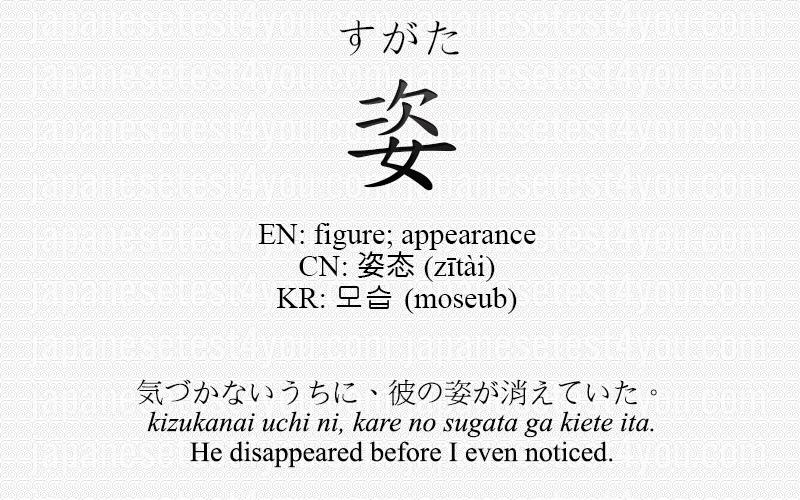 すがた
姿
EN: figure; appearance
CN: 姿态 (zītài)
KR: 모습 (moseub)
気づかないうちに、彼の姿が消えていた。
kizukanai uchi ni, kare no sugata ga kiete ita.
He disappeared before I even noticed.